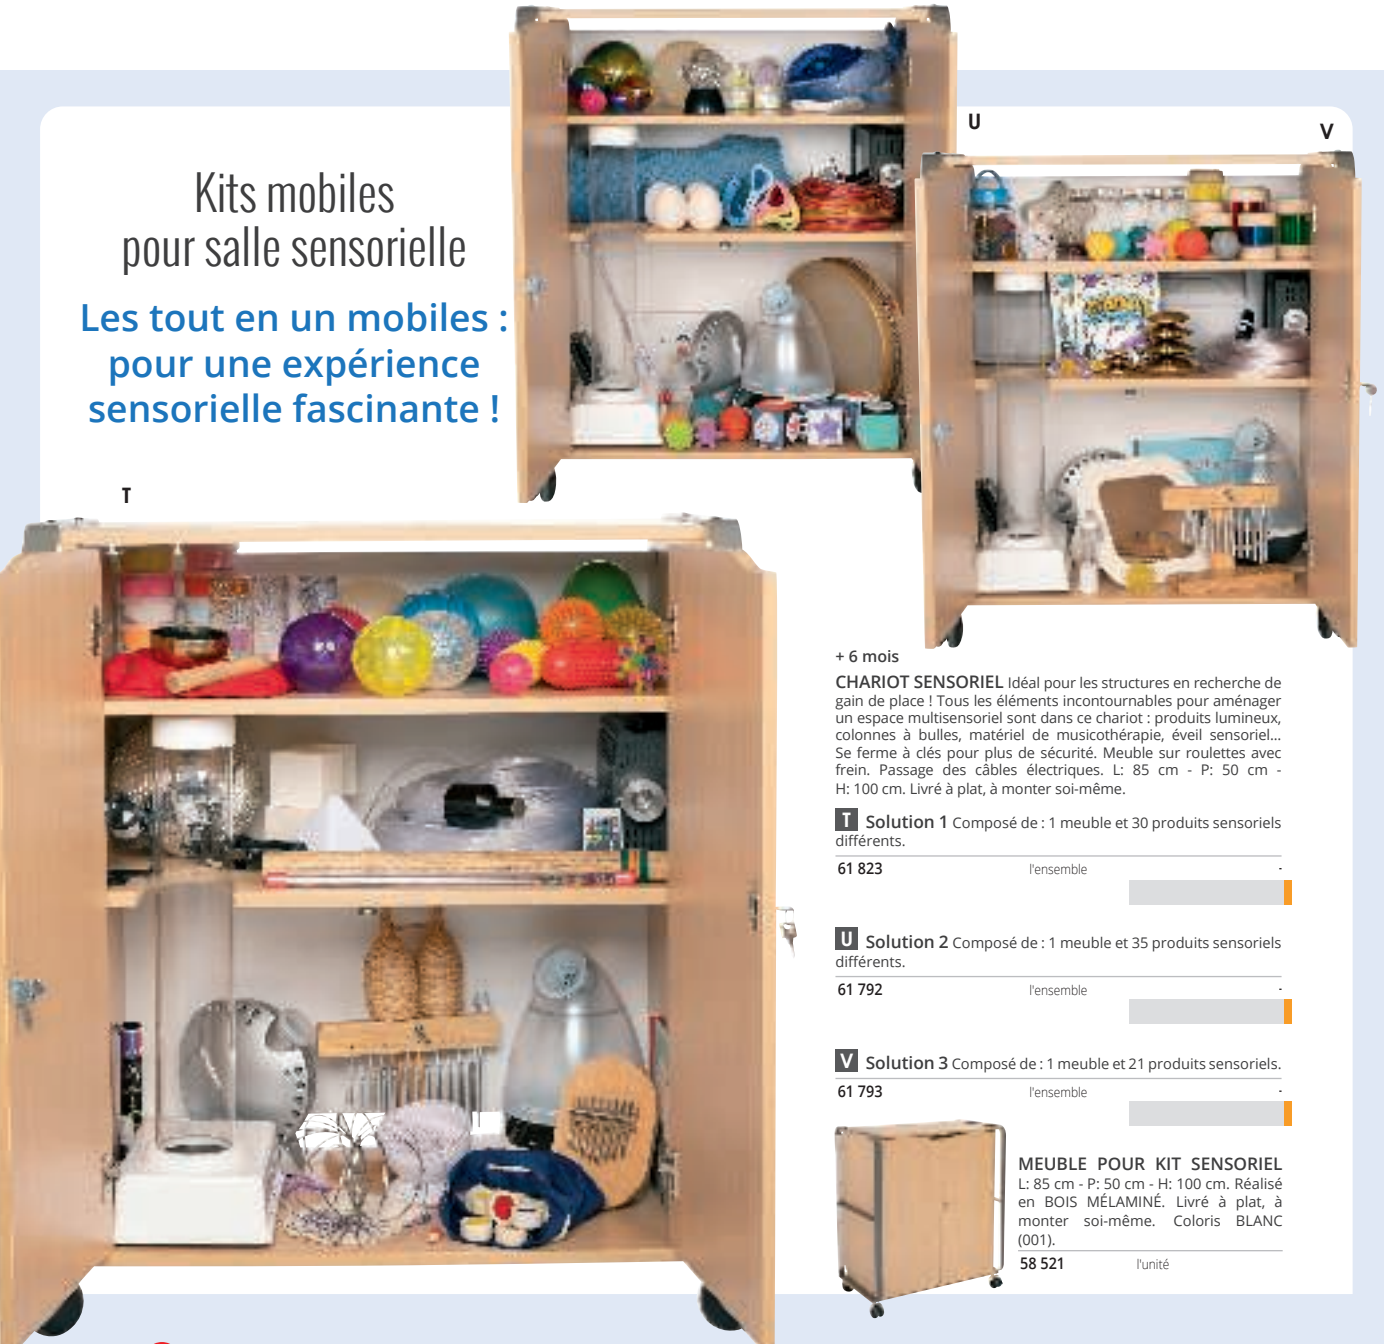 U
V
Kits mobiles
pour salle sensorielle
Les tout en un mobiles :
pour une expérience
sensorielle fascinante !
T
+ 6 mois
CHARIOT SENSORIEL Idéal pour les structures en recherche de
gain de place ! Tous les éléments incontournables pour aménager
un espace multisensoriel sont dans ce chariot : produits lumineux,
colonnes à bulles, matériel de musicothérapie, éveil sensoriel...
Se ferme à clés pour plus de sécurité. Meuble sur roulettes avec
frein. Passage des câbles électriques. L: 85 cm - P: 50 cm -
H: 100 cm. Livré à plat, à monter soi-même.
T Solution 1 Composé de : 1 meuble et 30 produits sensoriels
différents.
61 823 l'ensemble -
U Solution 2 Composé de : 1 meuble et 35 produits sensoriels
différents.
61 792 l'ensemble -
V Solution 3 Composé de : 1 meuble et 21 produits sensoriels.
61 793 l'ensemble -
MEUBLE POUR KIT SENSORIEL
L: 85 cm - P: 50 cm - H: 100 cm. Réalisé
en BOIS MÉLAMINÉ. Livré à plat, à
monter soi-même. Coloris BLANC
(001).
58 521 l'unité